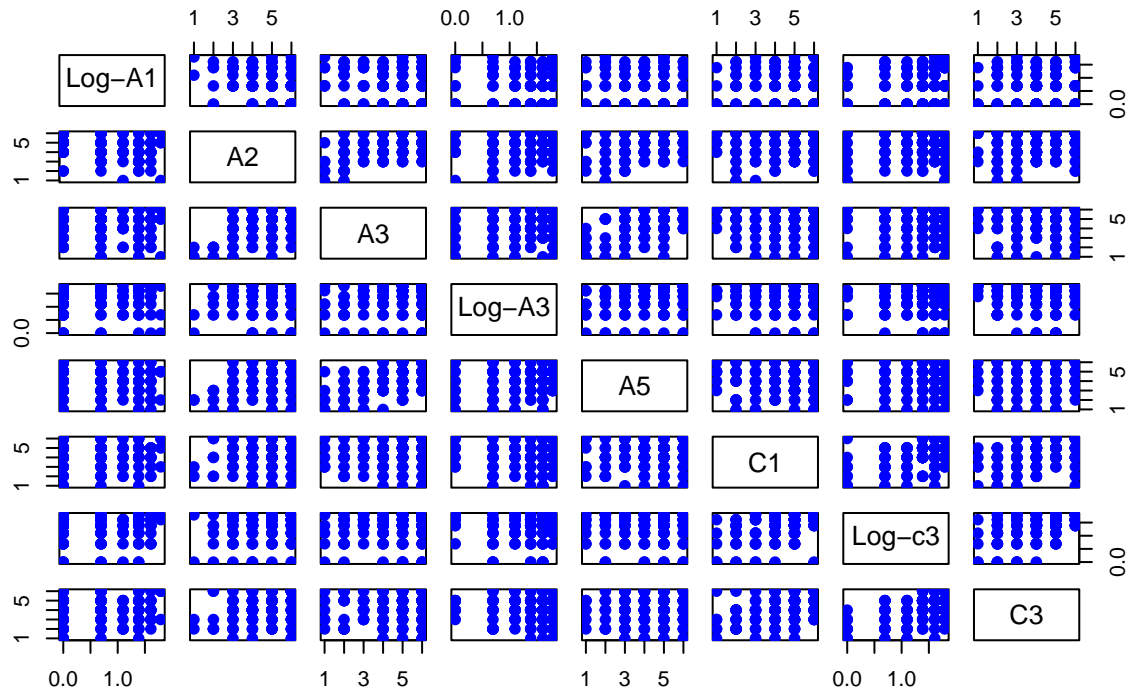 1 3 5 0.0 1.0 1 3 5 1 3 5
Log−A1 0.0
1 5 A2
A3 1 5
0.0 Log−A3
A5 1 5
1 5 C1
Log−c3 0.0
1 5 C3
0.0 1.0 1 3 5 1 3 5 0.0 1.0